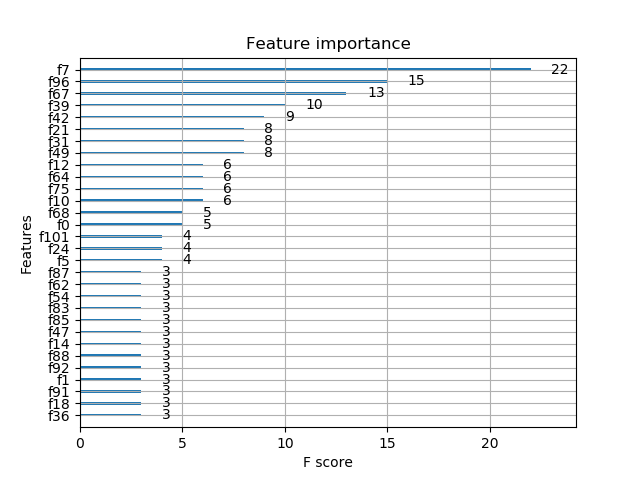 Feature importance
f7 22
f96 15
f67 13
f39 10
f42 9
f21 8
f31 8
f49 8
f12 6
f64 6
f75 6
f10 6
f68 5
f0 5
f101 4
f24 4
f5 4
f87 3
f62 3
f54 3
f83 3
f85 3
f47 3
f14 3
f88 3
f92 3
f1 3
f91 3
f18 3
f36 3
0 5 10 15 20
F score
Features